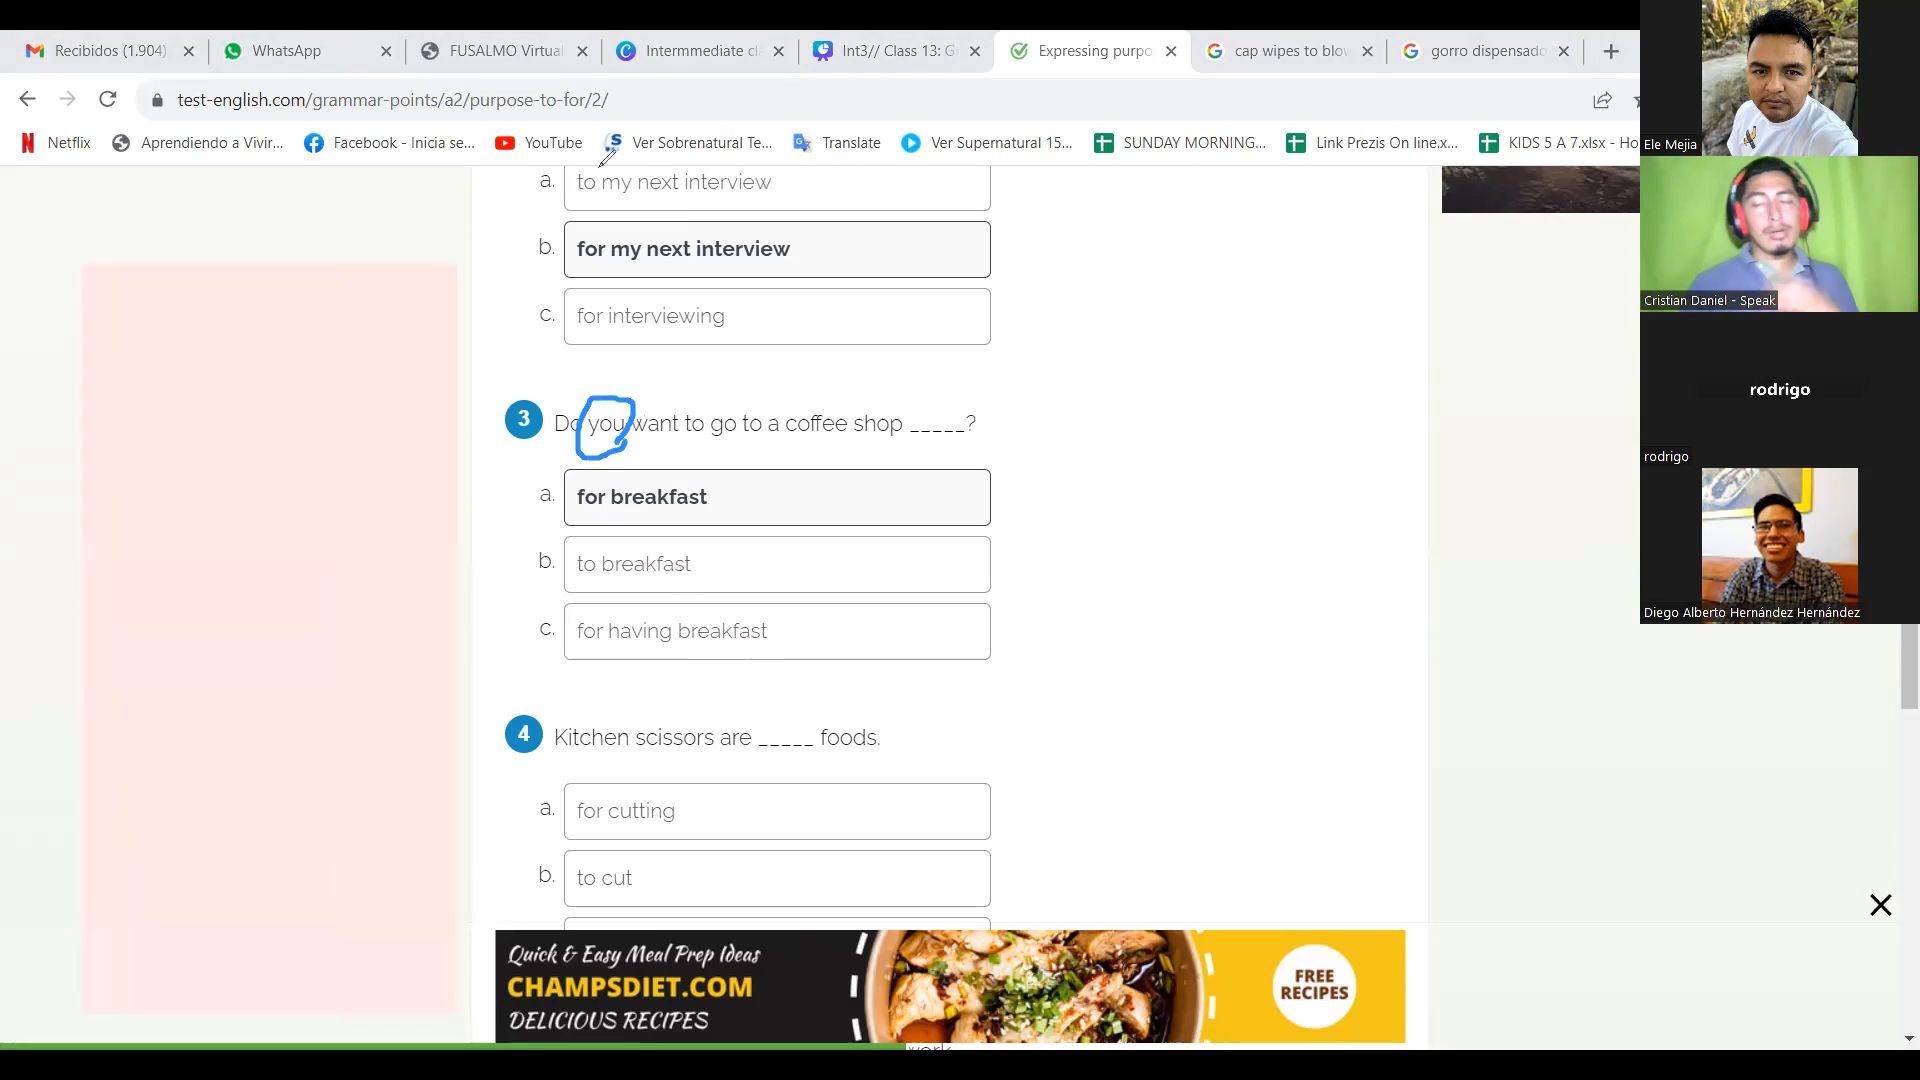 Recibidos (1.904)
WhatsApp
FUSALMO Virtua
Intermmediate cl
Int3// Class 13: G
Expressing purpo
cap wipes to blow
gorro dispensado
test-english.com/grammar-points/a2/purpose-to-for/2/
Netflix
Aprendiendo a Vivir...
Facebook - Inicia se...
YouTube
Ver Sobrenatural Te...
Translate
Ver Supernatural 15...
SUNDAY MORNING...
Link Prezis On line.x...
KIDS 5 A 7.xlsx - Ho
Ele Mejia
Cristian Daniel - Speak
rodrigo
rodrigo
Diego Alberto Hernández Hernández
a. to my next interview
b. for my next interview
c. for interviewing
3 Do you want to go to a coffee shop _____?
a. for breakfast
b. to breakfast
c. for having breakfast
4 Kitchen scissors are _____ foods.
a. for cutting
b. to cut
Quick & Easy Meal Prep Ideas
CHAMPSDIET.COM
DELICIOUS RECIPES
FREE
RECIPES